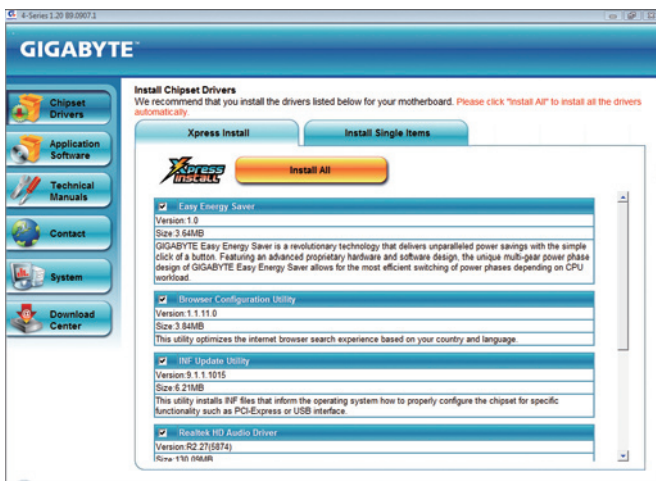 4-Series 1.20 B9.0907.1
GIGABYTE™
Chipset
Drivers
Application
Software
Technical
Manuals
Contact
System
Download
Center
Install Chipset Drivers
We recommend that you install the drivers listed below for your motherboard. Please click "Install All" to install all the drivers
automatically.
Xpress Install
Install Single Items
Xpress
INSTALL
Install All
Easy Energy Saver
Version:1.0
Size:3.64MB
GIGABYTE Easy Energy Saver is a revolutionary technology that delivers unparalleled power savings with the simple
click of a button. Featuring an advanced proprietary hardware and software design, the unique multi-gear power phase
design of GIGABYTE Easy Energy Saver allows for the most efficient switching of power phases depending on CPU
workload.
Browser Configuration Utility
Version:1.1.11.0
Size:3.84MB
This utility optimizes the internet browser search experience based on your country and language.
INF Update Utility
Version:9.1.1.1015
Size:6.21MB
This utility installs INF files that inform the operating system how to properly configure the chipset for specific
functionality such as PCI-Express or USB interface.
Realtek HD Audio Driver
Version:R2.27(5874)
Size:130.09MB